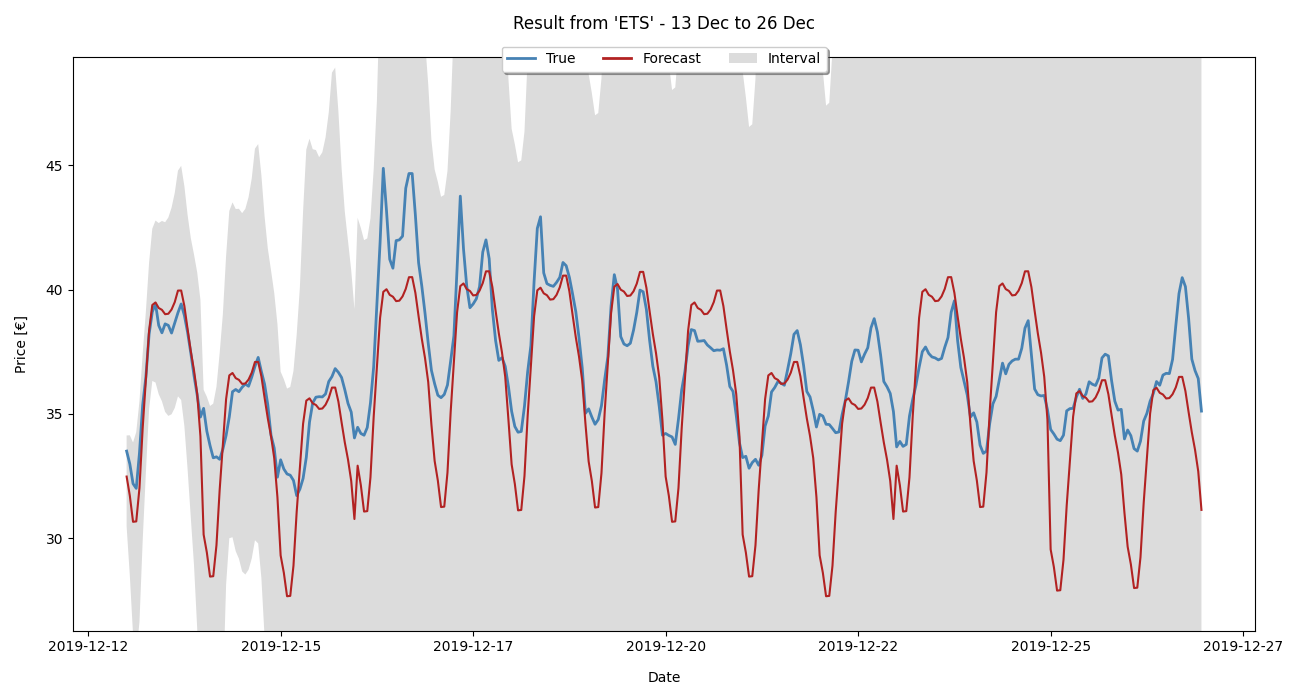 Result from 'ETS' - 13 Dec to 26 Dec
True Forecast Interval
Price [€]
45
40
35
30
2019-12-12 2019-12-15 2019-12-17 2019-12-20 2019-12-22 2019-12-25 2019-12-27
Date